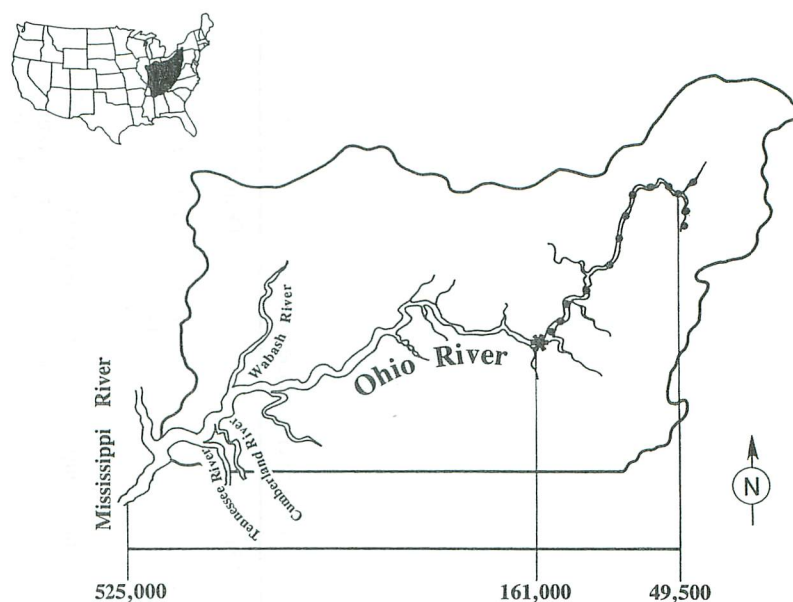 Wabash River
Ohio River
Mississippi River
Cumberland River
Tennessee River
N
525,000
161,000
49,500